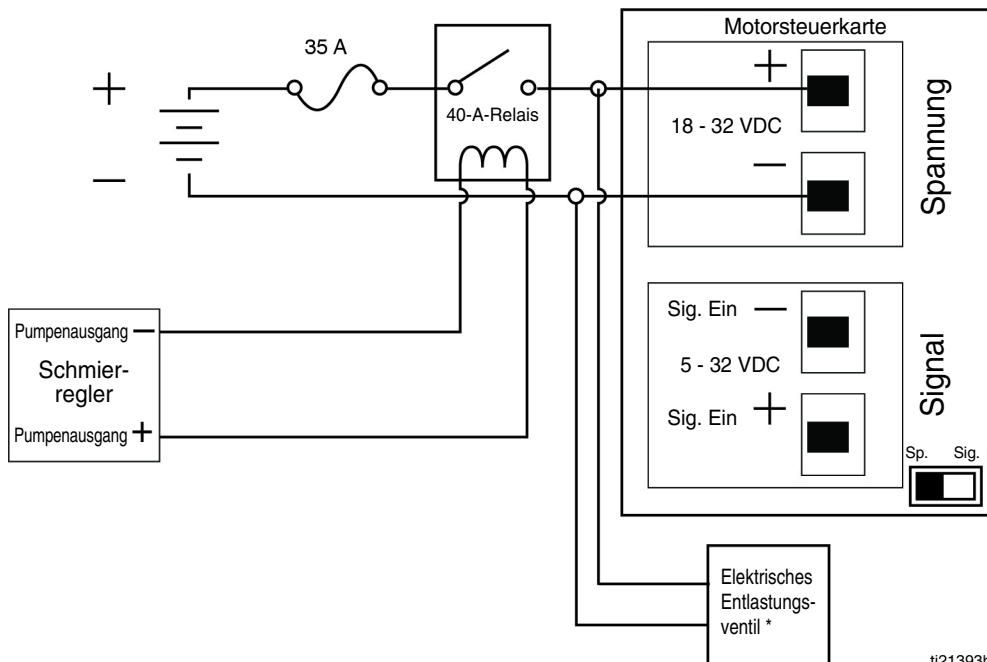 Motorsteuerkarte
35 A
+
+
40-A-Relais
18 - 32 VDC
Spannung
—
—
Sig. Ein —
Pumpenausgang —
5 - 32 VDC
Signal
Schmier-
regler
Sig. Ein +
Pumpenausgang +
Sp. Sig.
Elektrisches
Entlastungs-
ventil *
ti21393b